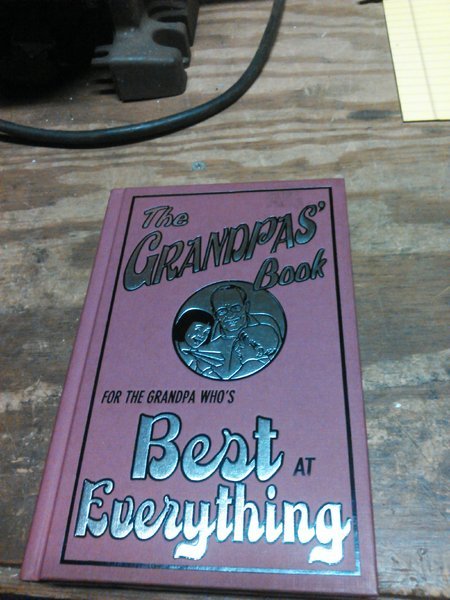 The
GRANDPAS'
Book
FOR THE GRANDPA WHO'S
Best AT
Everything